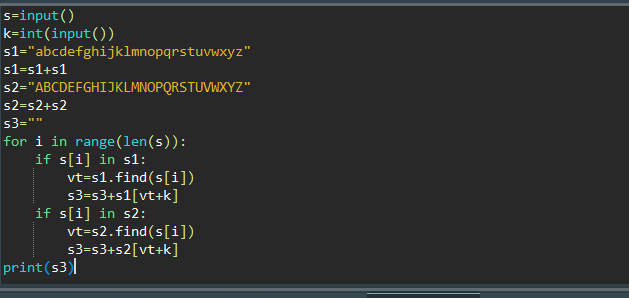 s=input()
k=int(input())
s1="abcdefghijklmnopqrstuvwxyz"
s1=s1+s1
s2="ABCDEFGHIJKLMNOPQRSTUVWXYZ"
s2=s2+s2
s3=""
for i in range(len(s)):
    if s[i] in s1:
        vt=s1.find(s[i])
        s3=s3+s1[vt+k]
    if s[i] in s2:
        vt=s2.find(s[i])
        s3=s3+s2[vt+k]
print(s3)